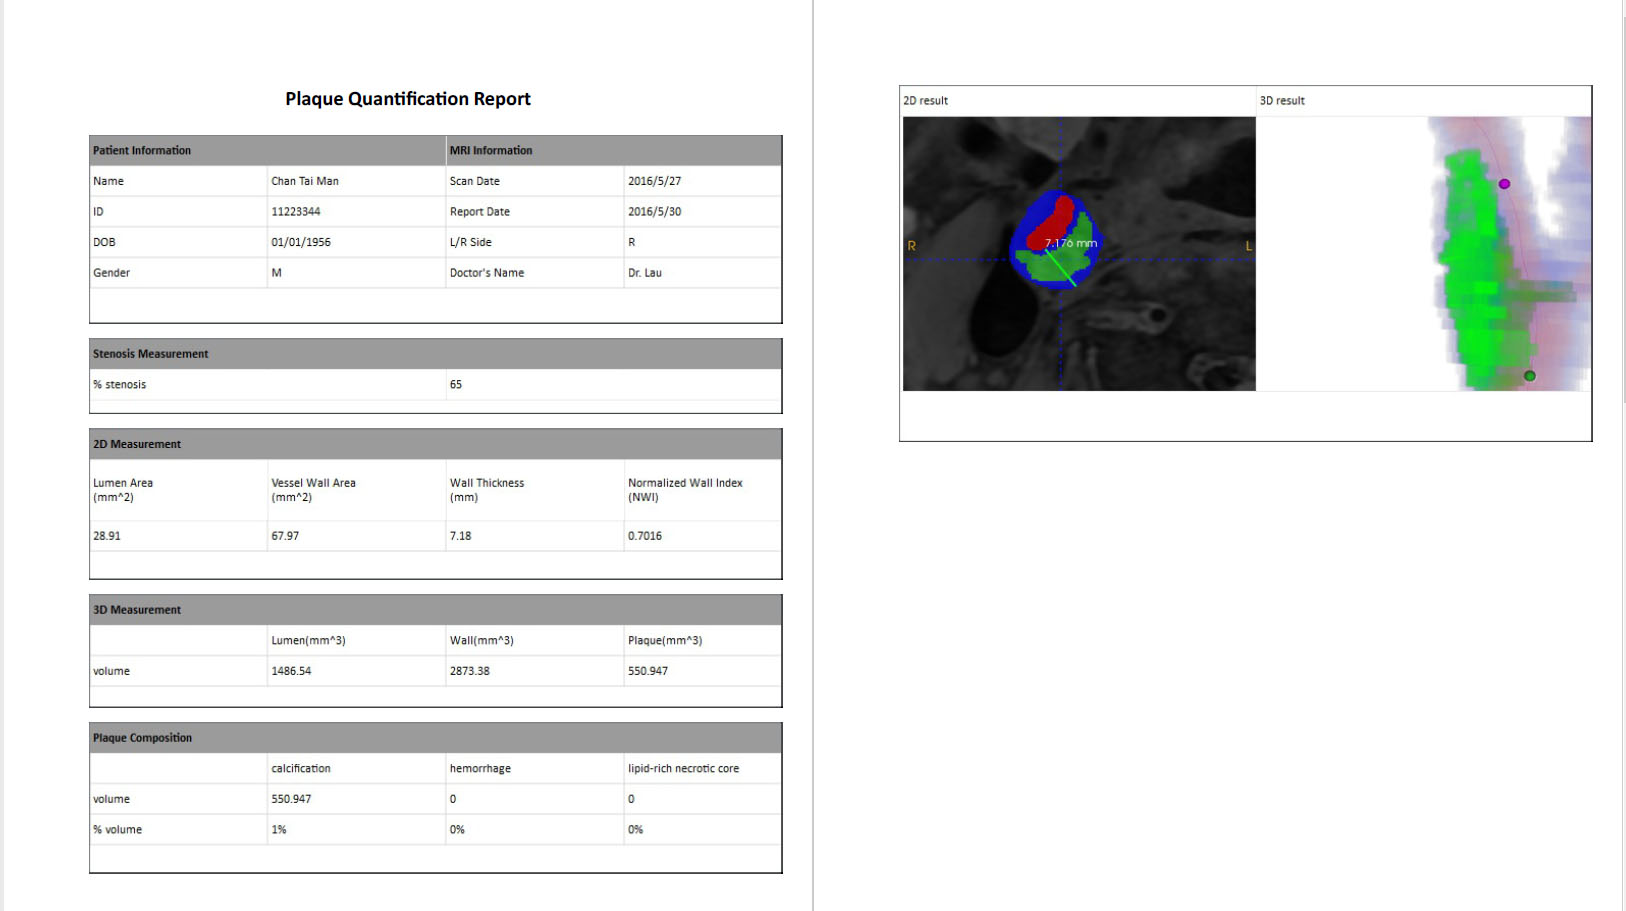 Plaque Quantification Report
Patient Information MRI Information
Name Chan Tai Man Scan Date 2016/5/27
ID 11223344 Report Date 2016/5/30
DOB 01/01/1956 L/R Side R
Gender M Doctor's Name Dr. Lau
Stenosis Measurement
% stenosis 65
2D Measurement
Lumen Area Vessel Wall Area Wall Thickness Normalized Wall Index
(mm^2) (mm^2) (mm) (NWI)
28.91 67.97 7.18 0.7016
3D Measurement
Lumen(mm^3) Wall(mm^3) Plaque(mm^3)
volume 1486.54 2873.38 550.947
Plaque Composition
calcification hemorrhage lipid-rich necrotic core
volume 550.947 0 0
% volume 1% 0% 0%
2D result 3D result
7.176 mm
R L